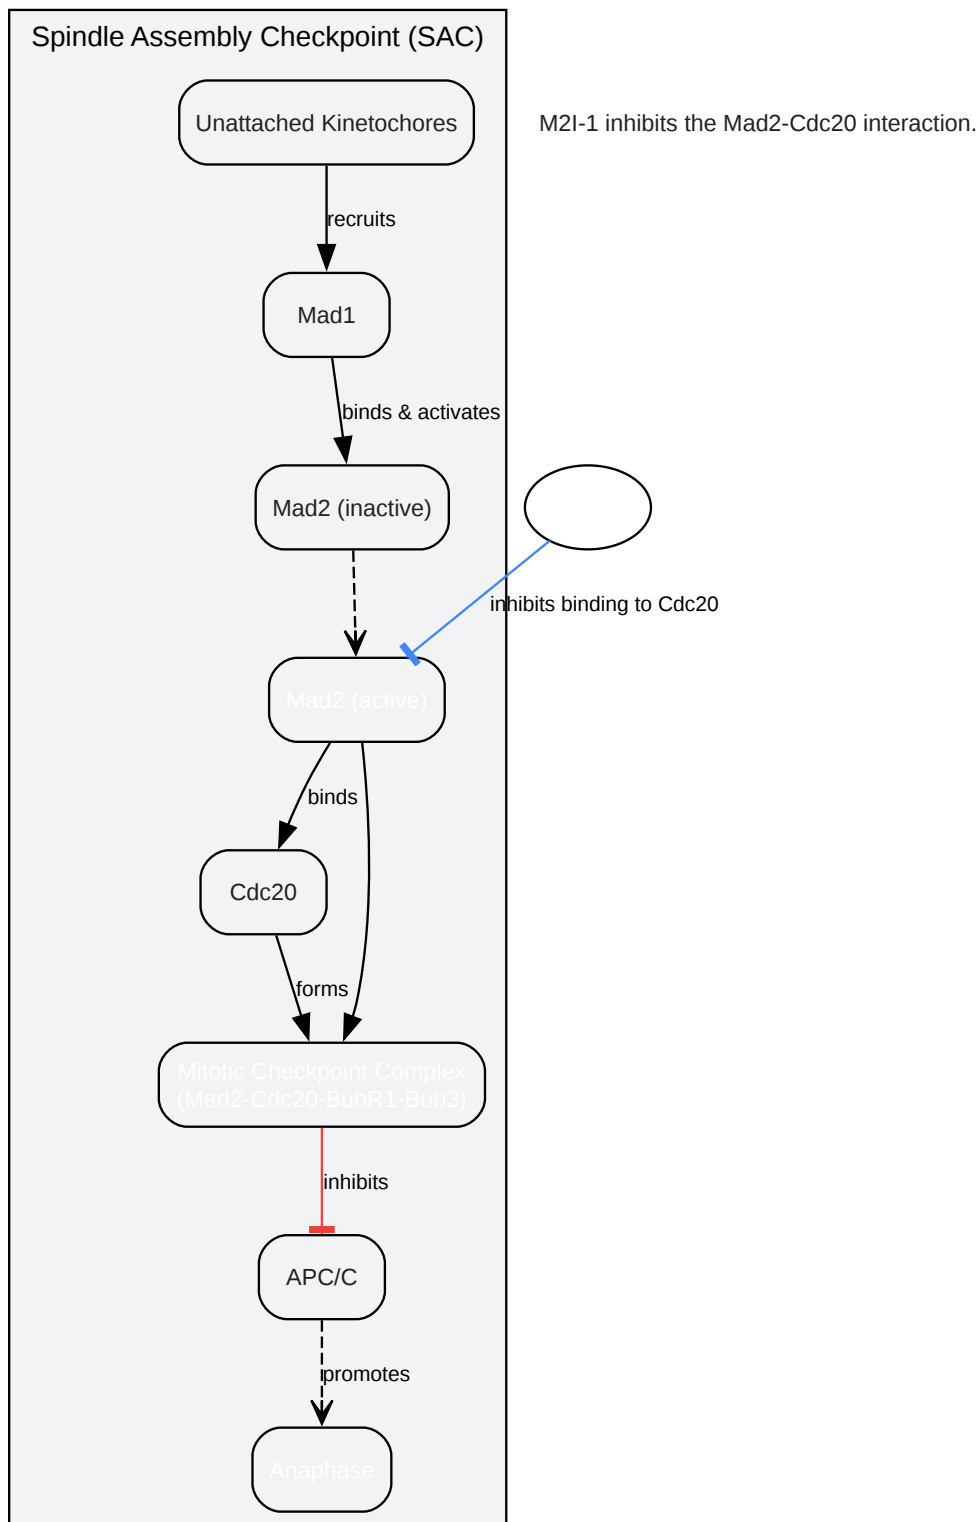 Spindle Assembly Checkpoint (SAC)
Unattached Kinetochores
M2I-1 inhibits the Mad2-Cdc20 interaction.
recruits
Mad1
binds & activates
Mad2 (inactive)
inhibits binding to Cdc20
Mad2 (active)
binds
Cdc20
forms
Mitotic Checkpoint Complex
(Mad2-Cdc20-BubR1-Bub3)
inhibits
APC/C
promotes
Anaphase